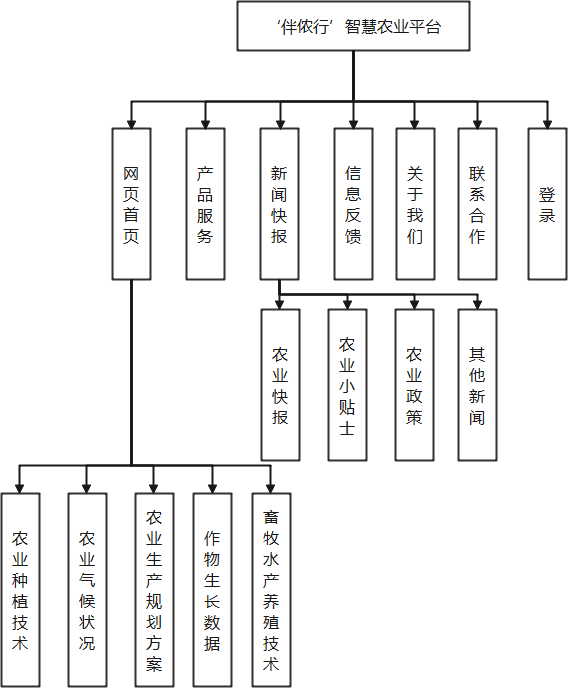 ‘伴侬行’智慧农业平台
网页首页
产品服务
新闻快报
信息反馈
关于我们
联系合作
登录
农业快报
农业小贴士
农业政策
其他新闻
农业种植技术
农业气候状况
农业生产规划方案
作物生长数据
畜牧水产养殖技术